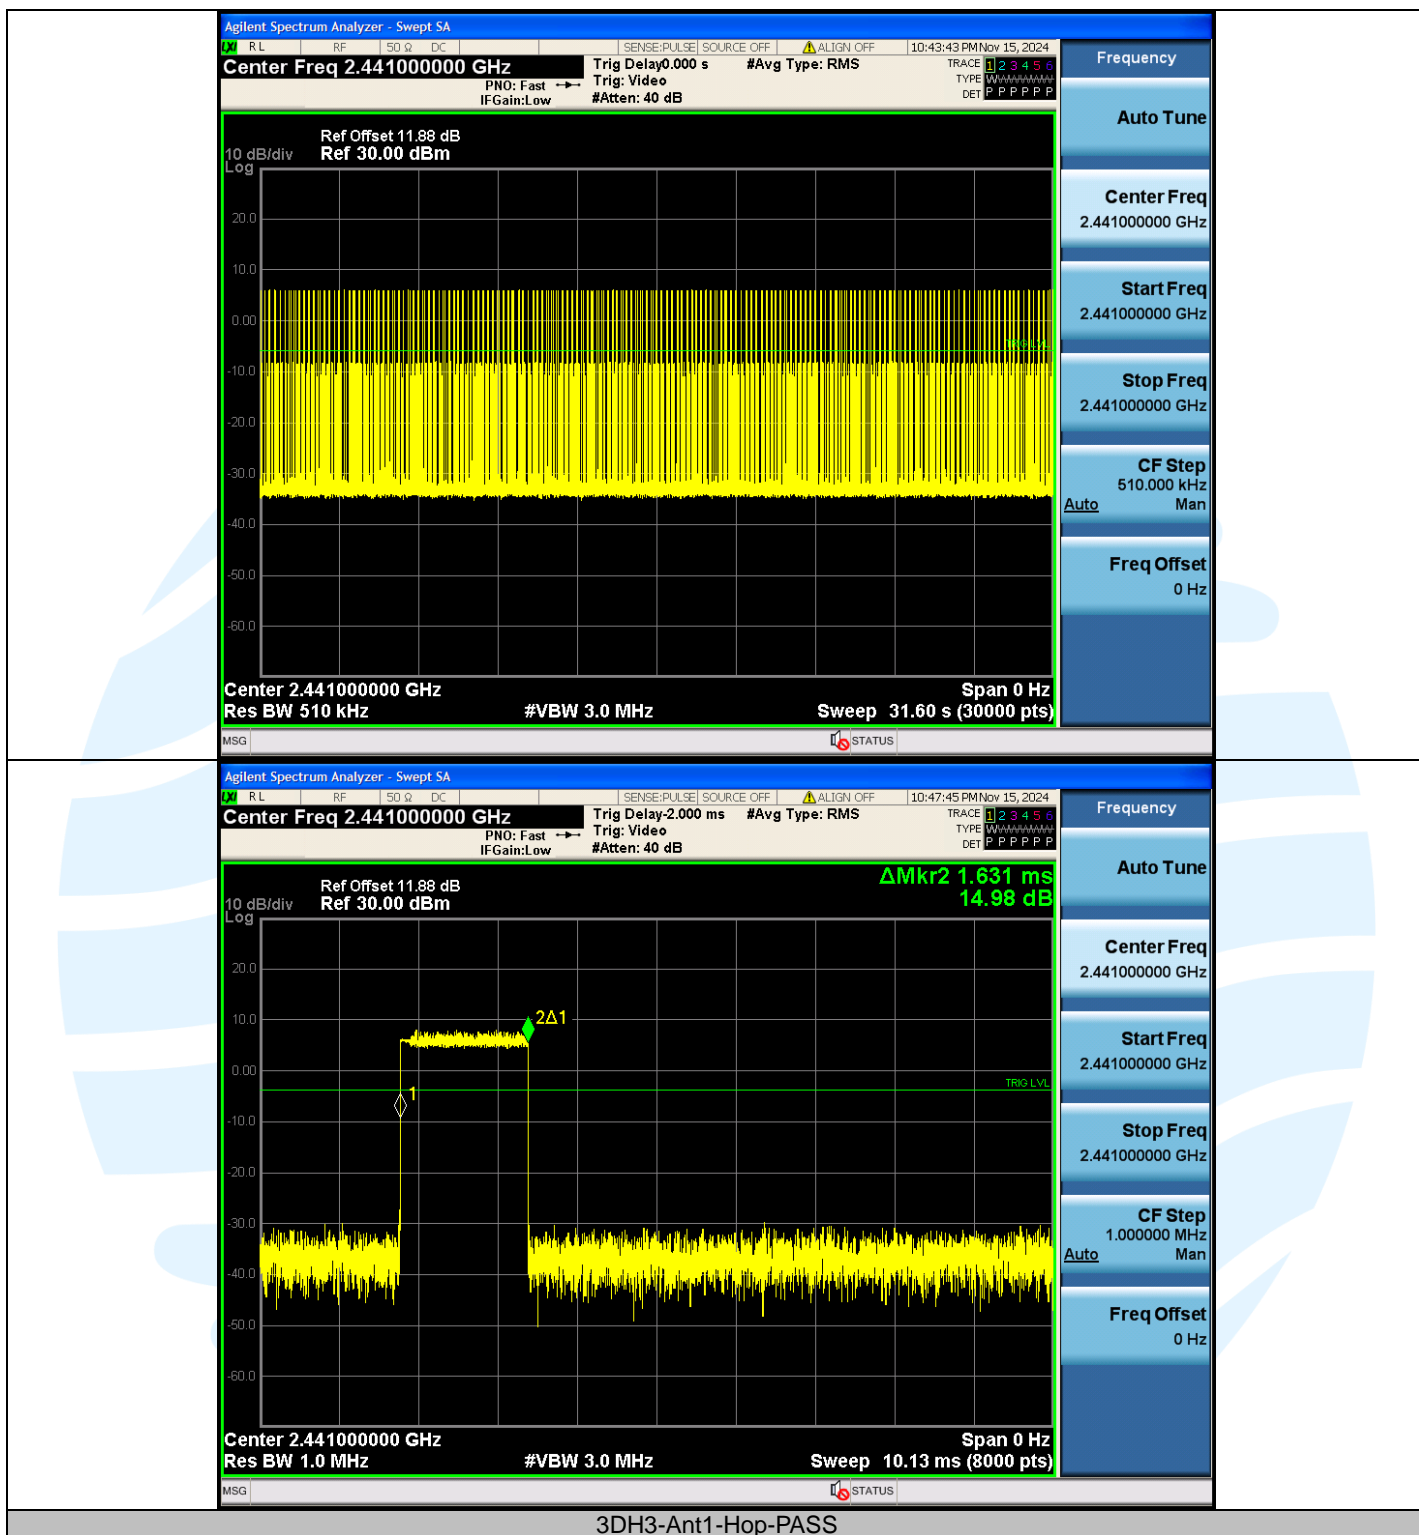 Agilent Spectrum Analyzer - Swept SA
LXI RL RF 50 Ω DC SENSE:PULSE SOURCE OFF ALIGN OFF 10:43:43 PM Nov 15, 2024
Center Freq 2.441000000 GHz Trig Delay0.000 s #Avg Type: RMS TRACE 1 2 3 4 5 6
PNO: Fast Trig: Video TYPE WWWWWW
IFGain:Low #Atten: 40 dB DET P P P P P P
Ref Offset 11.88 dB
10 dB/div Ref 30.00 dBm
Log
20.0
10.0
0.00
TRIG LVL
-10.0
-20.0
-30.0
-40.0
-50.0
-60.0
Center 2.441000000 GHz Span 0 Hz
Res BW 510 kHz #VBW 3.0 MHz Sweep 31.60 s (30000 pts)
MSG STATUS
Frequency
Auto Tune
Center Freq
2.441000000 GHz
Start Freq
2.441000000 GHz
Stop Freq
2.441000000 GHz
CF Step
510.000 kHz
Auto Man
Freq Offset
0 Hz
Agilent Spectrum Analyzer - Swept SA
LXI RL RF 50 Ω DC SENSE:PULSE SOURCE OFF ALIGN OFF 10:47:45 PM Nov 15, 2024
Center Freq 2.441000000 GHz Trig Delay-2.000 ms #Avg Type: RMS TRACE 1 2 3 4 5 6
PNO: Fast Trig: Video TYPE WWWWWW
IFGain:Low #Atten: 40 dB DET P P P P P P
ΔMkr2 1.631 ms
Ref Offset 11.88 dB
10 dB/div Ref 30.00 dBm 14.98 dB
Log
20.0
10.0
2Δ1
0.00
TRIG LVL
1
-10.0
-20.0
-30.0
-40.0
-50.0
-60.0
Center 2.441000000 GHz Span 0 Hz
Res BW 1.0 MHz #VBW 3.0 MHz Sweep 10.13 ms (8000 pts)
MSG STATUS
Frequency
Auto Tune
Center Freq
2.441000000 GHz
Start Freq
2.441000000 GHz
Stop Freq
2.441000000 GHz
CF Step
1.000000 MHz
Auto Man
Freq Offset
0 Hz
3DH3-Ant1-Hop-PASS